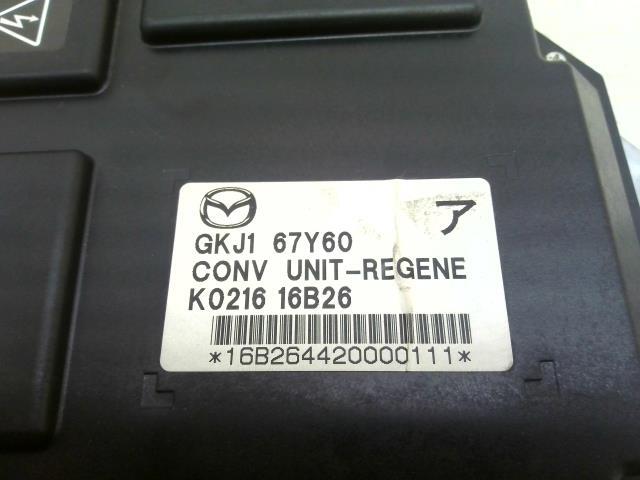 ア
GKJ1 67Y60
CONV UNIT-REGENE
K0216 16B26
*16B264420000111*